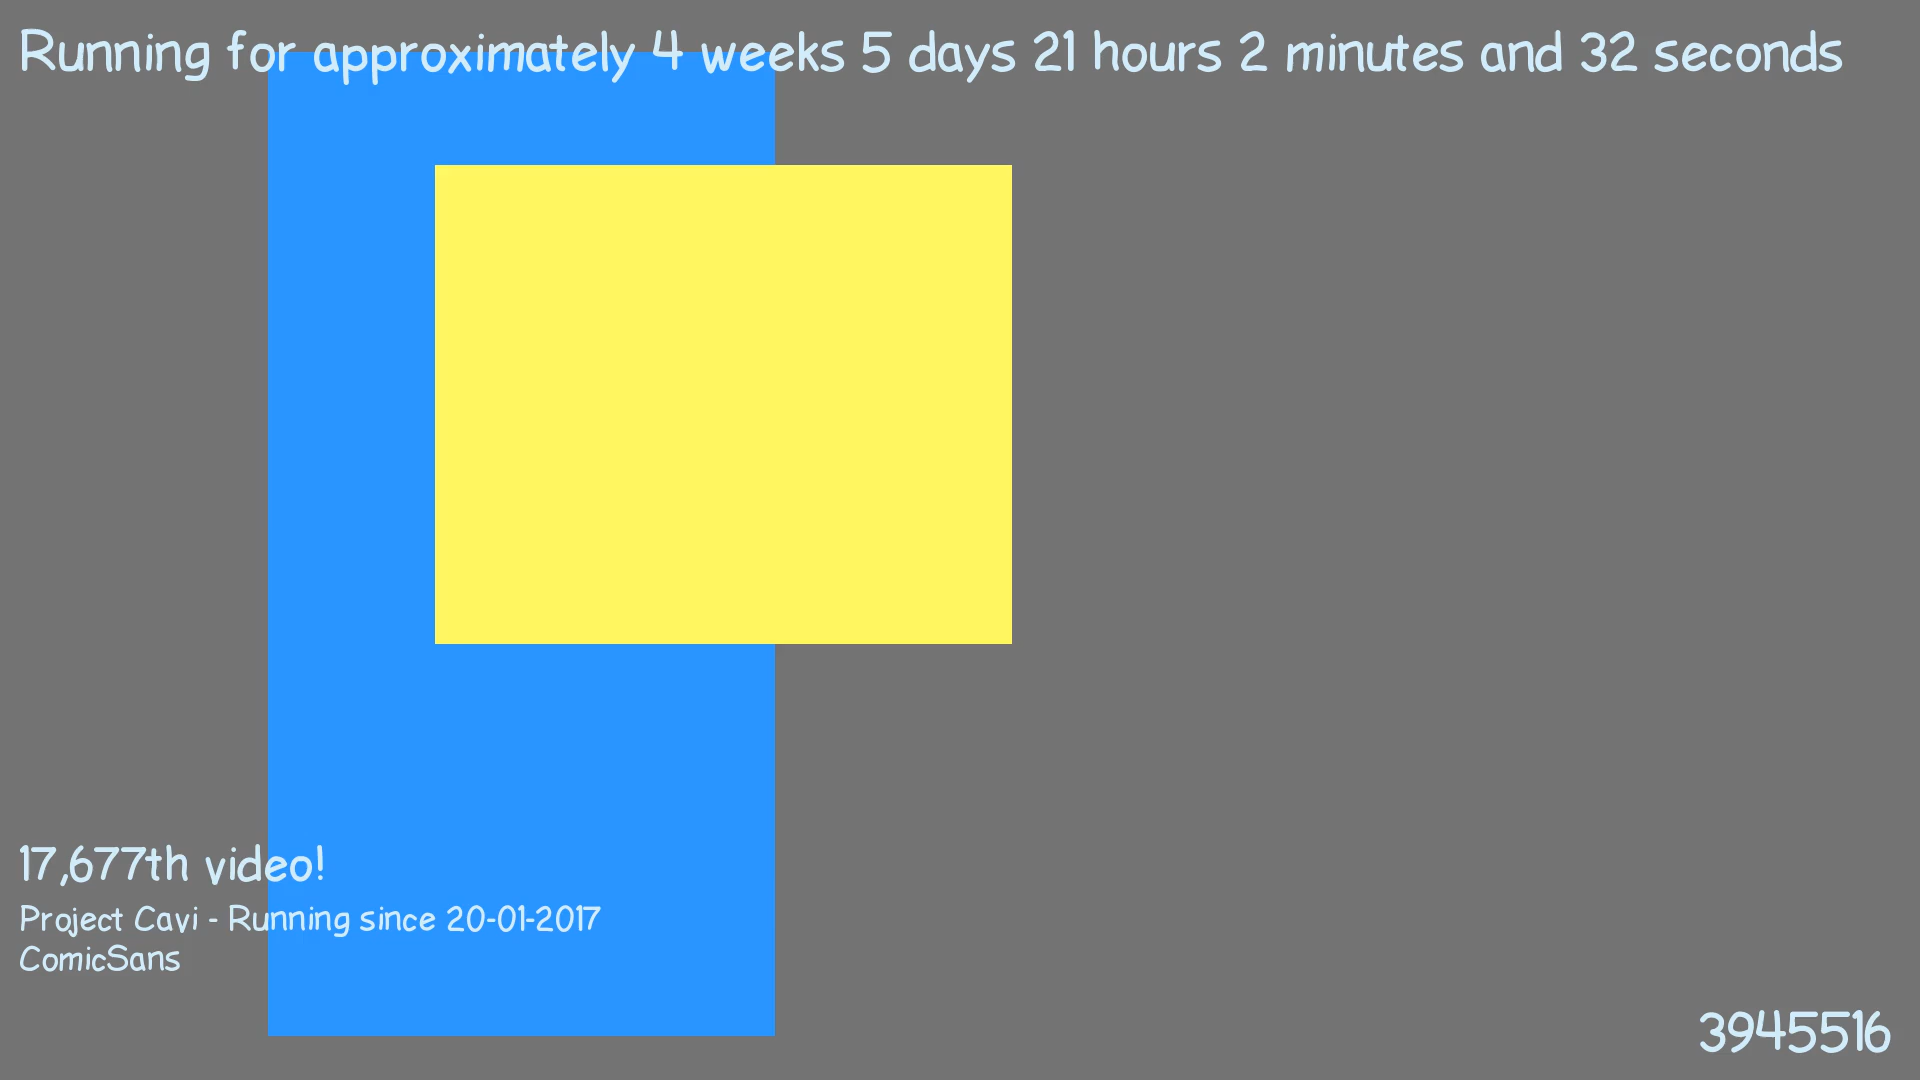 Running for approximately 4 weeks 5 days 21 hours 2 minutes and 32 seconds
17,677th video!
Project Cavi - Running since 20-01-2017
ComicSans
3945516